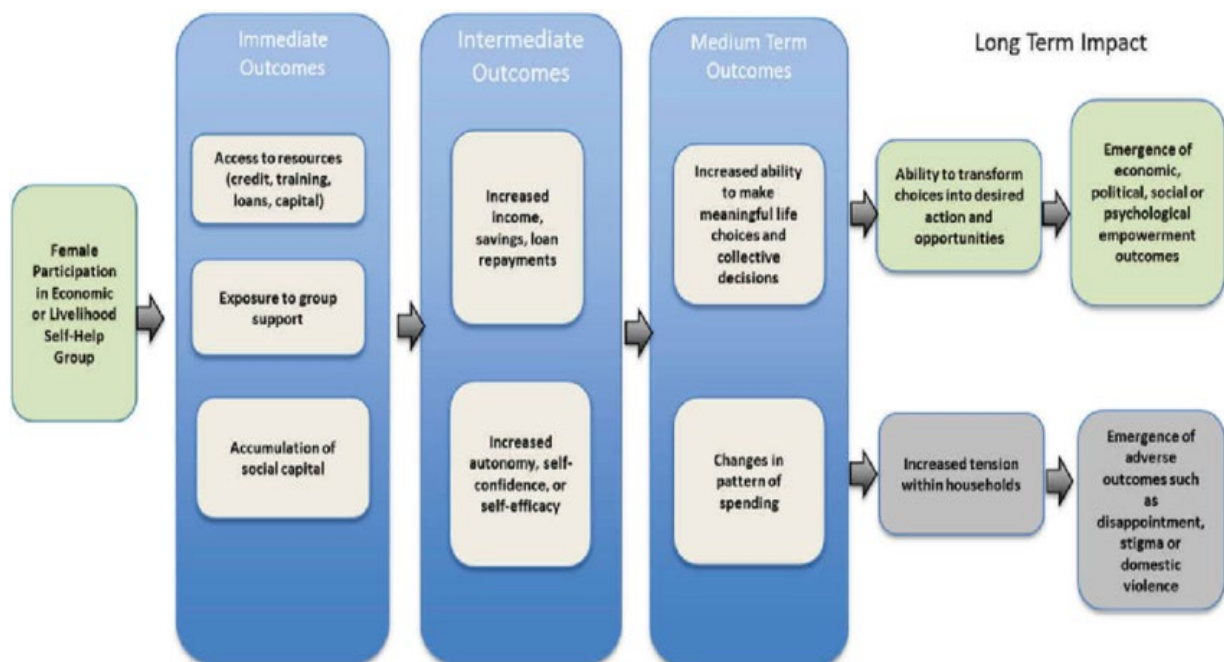 Immediate
Outcomes
Intermediate
Outcomes
Medium Term
Outcomes
Long Term Impact
Female
Participation
in Economic
or Livelihood
Self-Help
Group
Access to resources
(credit, training,
loans, capital)
Exposure to group
support
Accumulation of
social capital
Increased
income,
savings, loan
repayments
Increased
autonomy, self-
confidence, or
self-efficacy
Increased ability
to make
meaningful life
choices and
collective
decisions
Changes in
pattern of
spending
Ability to transform
choices into desired
action and
opportunities
Emergence of
economic,
political, social or
psychological
empowerment
outcomes
Increased tension
within households
Emergence of
adverse
outcomes such
as
disappointment,
stigma or
domestic
violence